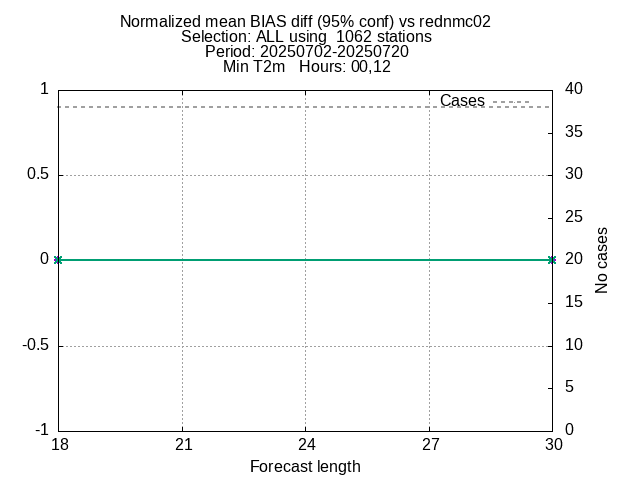 Normalized mean BIAS diff (95% conf) vs rednmc02
Selection: ALL using  1062 stations
Period: 20250702-20250720
Min T2m   Hours: 00,12
Cases
1
0.5
0
-0.5
-1
40
35
30
25
20
15
10
5
0
No cases
18
21
24
27
30
Forecast length